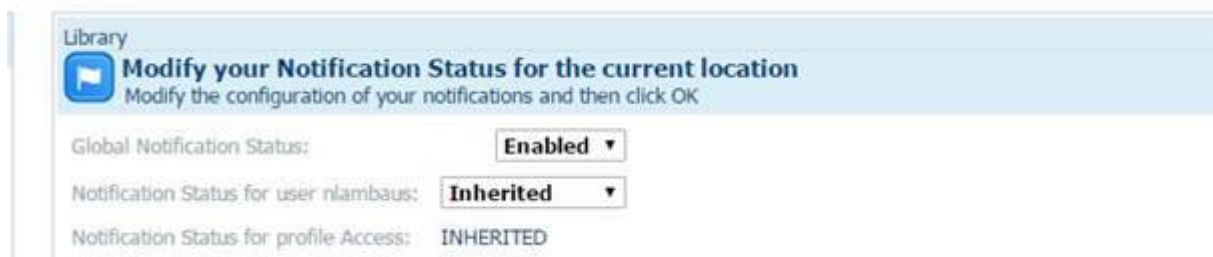 Library
Modify your Notification Status for the current location
Modify the configuration of your notifications and then click OK
Global Notification Status: Enabled
Notification Status for user nlambaus: Inherited
Notification Status for profile Access: INHERITED